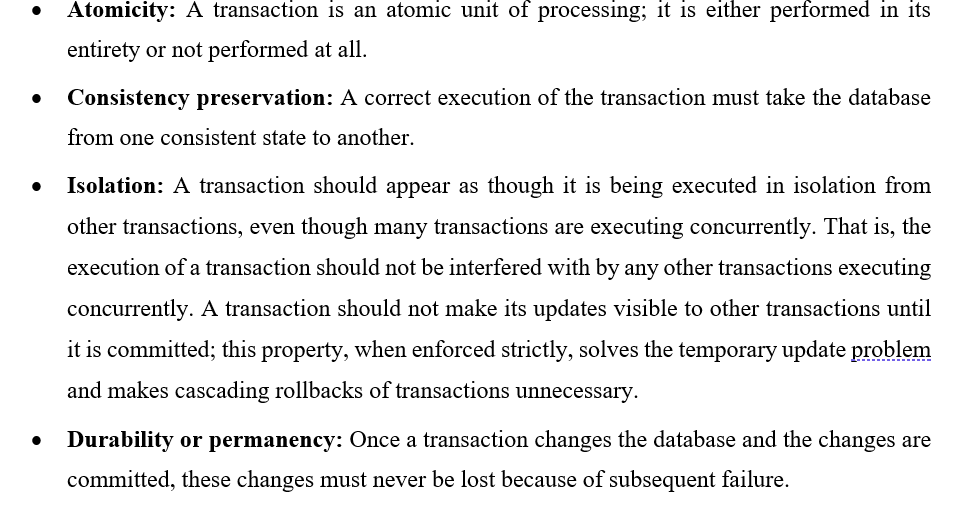 • Atomicity: A transaction is an atomic unit of processing; it is either performed in its
entirety or not performed at all.
• Consistency preservation: A correct execution of the transaction must take the database
from one consistent state to another.
• Isolation: A transaction should appear as though it is being executed in isolation from
other transactions, even though many transactions are executing concurrently. That is, the
execution of a transaction should not be interfered with by any other transactions executing
concurrently. A transaction should not make its updates visible to other transactions until
it is committed; this property, when enforced strictly, solves the temporary update problem
and makes cascading rollbacks of transactions unnecessary.
• Durability or permanency: Once a transaction changes the database and the changes are
committed, these changes must never be lost because of subsequent failure.